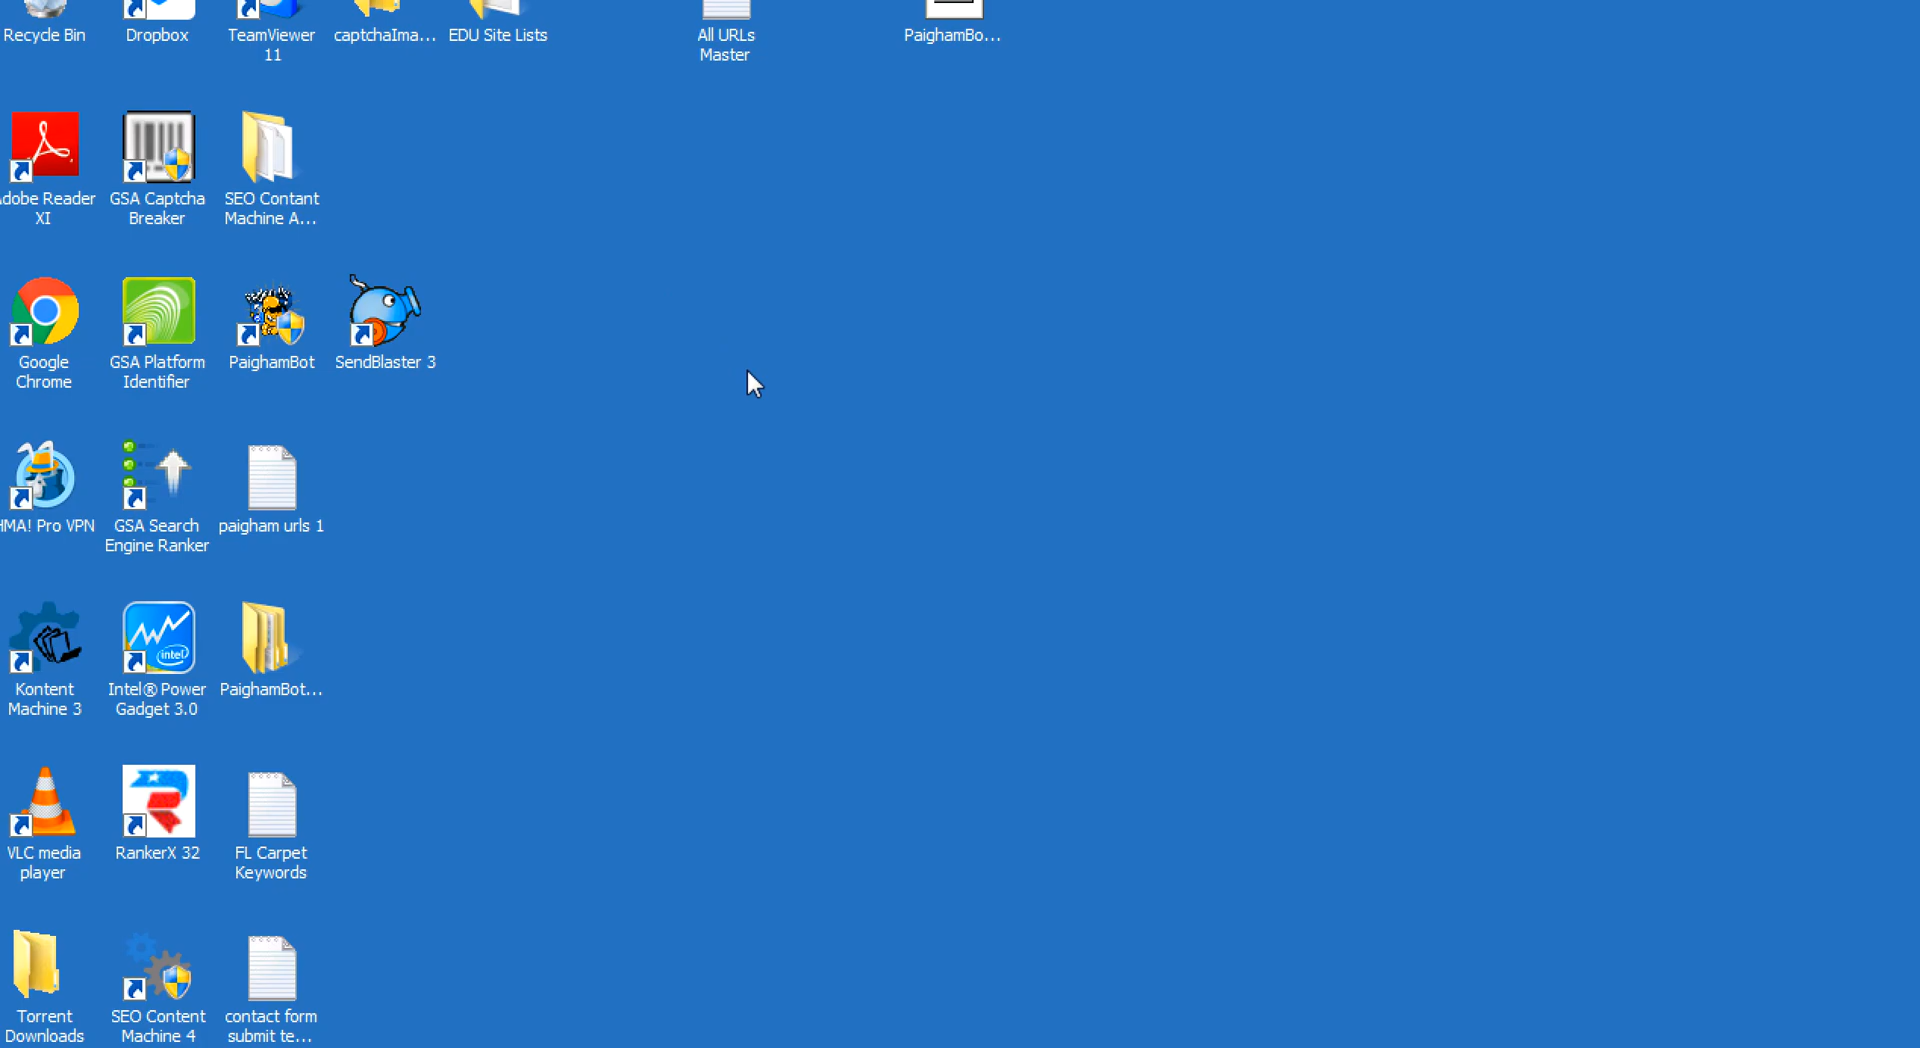 Recycle Bin
Dropbox
TeamViewer
11
captchaIma...
EDU Site Lists
All URLs
Master
PaighamBo...
dobe Reader
XI
GSA Captcha
Breaker
SEO Contant
Machine A...
Google
Chrome
GSA Platform
Identifier
PaighamBot
SendBlaster 3
HMA! Pro VPN
GSA Search
Engine Ranker
paigham urls 1
Kontent
Machine 3
intel
Intel® Power
Gadget 3.0
PaighamBot...
VLC media
player
RankerX 32
FL Carpet
Keywords
Torrent
Downloads
SEO Content
Machine 4
contact form
submit te...